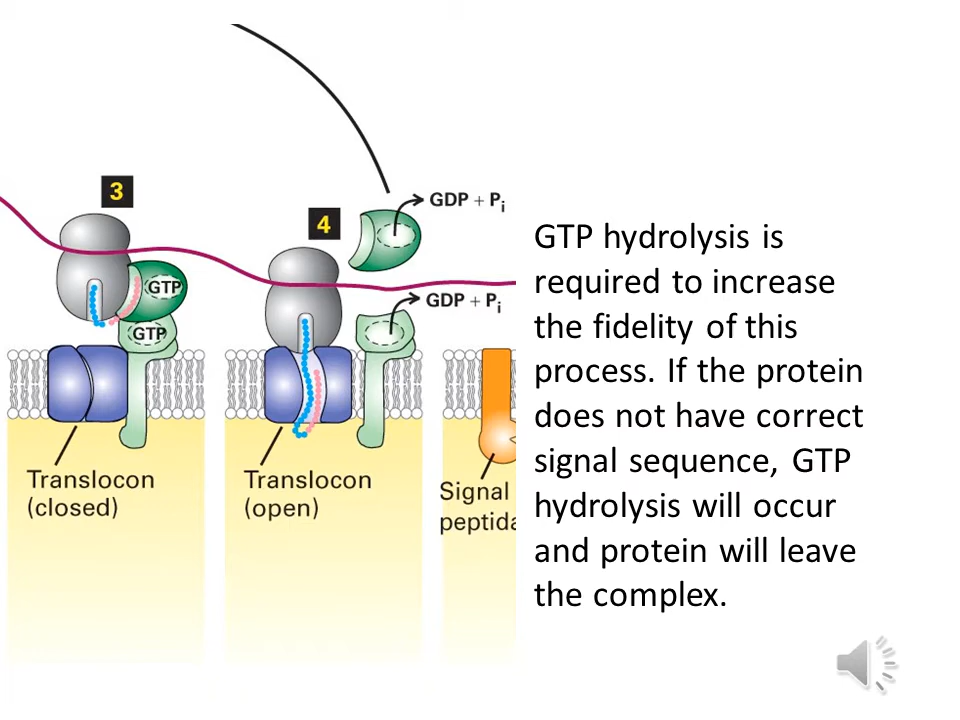 3
4
GDP + Pi
GTP
GTP
GDP + Pi
Translocon
(closed)
Translocon
(open)
Signal
GTP hydrolysis is
required to increase
the fidelity of this
process. If the protein
does not have correct
signal sequence, GTP
hydrolysis will occur
and protein will leave
the complex.